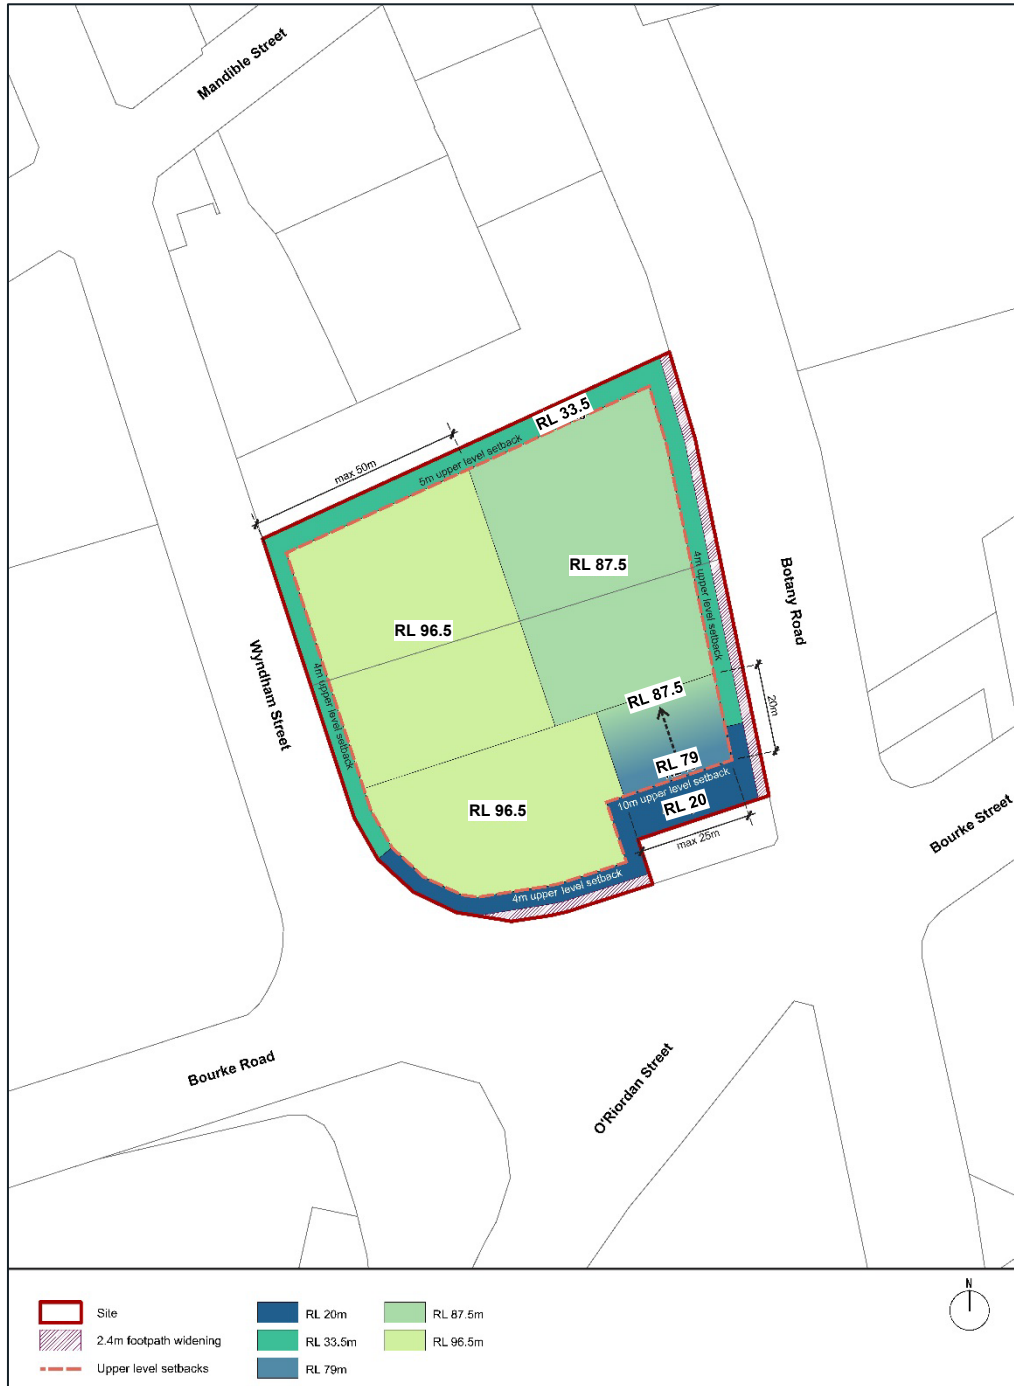 Mandible Street
RL 33.5
max 50m
5m upper level setback
RL 87.5
4m upper level setback
Botany Road
RL 96.5
Wyndham Street
4m upper level setback
RL 87.5
20m
RL 79
10m upper level setback
RL 20
RL 96.5
max 25m
Bourke Street
4m upper level setback
Bourke Road
O'Riordan Street
N
Site
2.4m footpath widening
Upper level setbacks
RL 20m
RL 33.5m
RL 79m
RL 87.5m
RL 96.5m